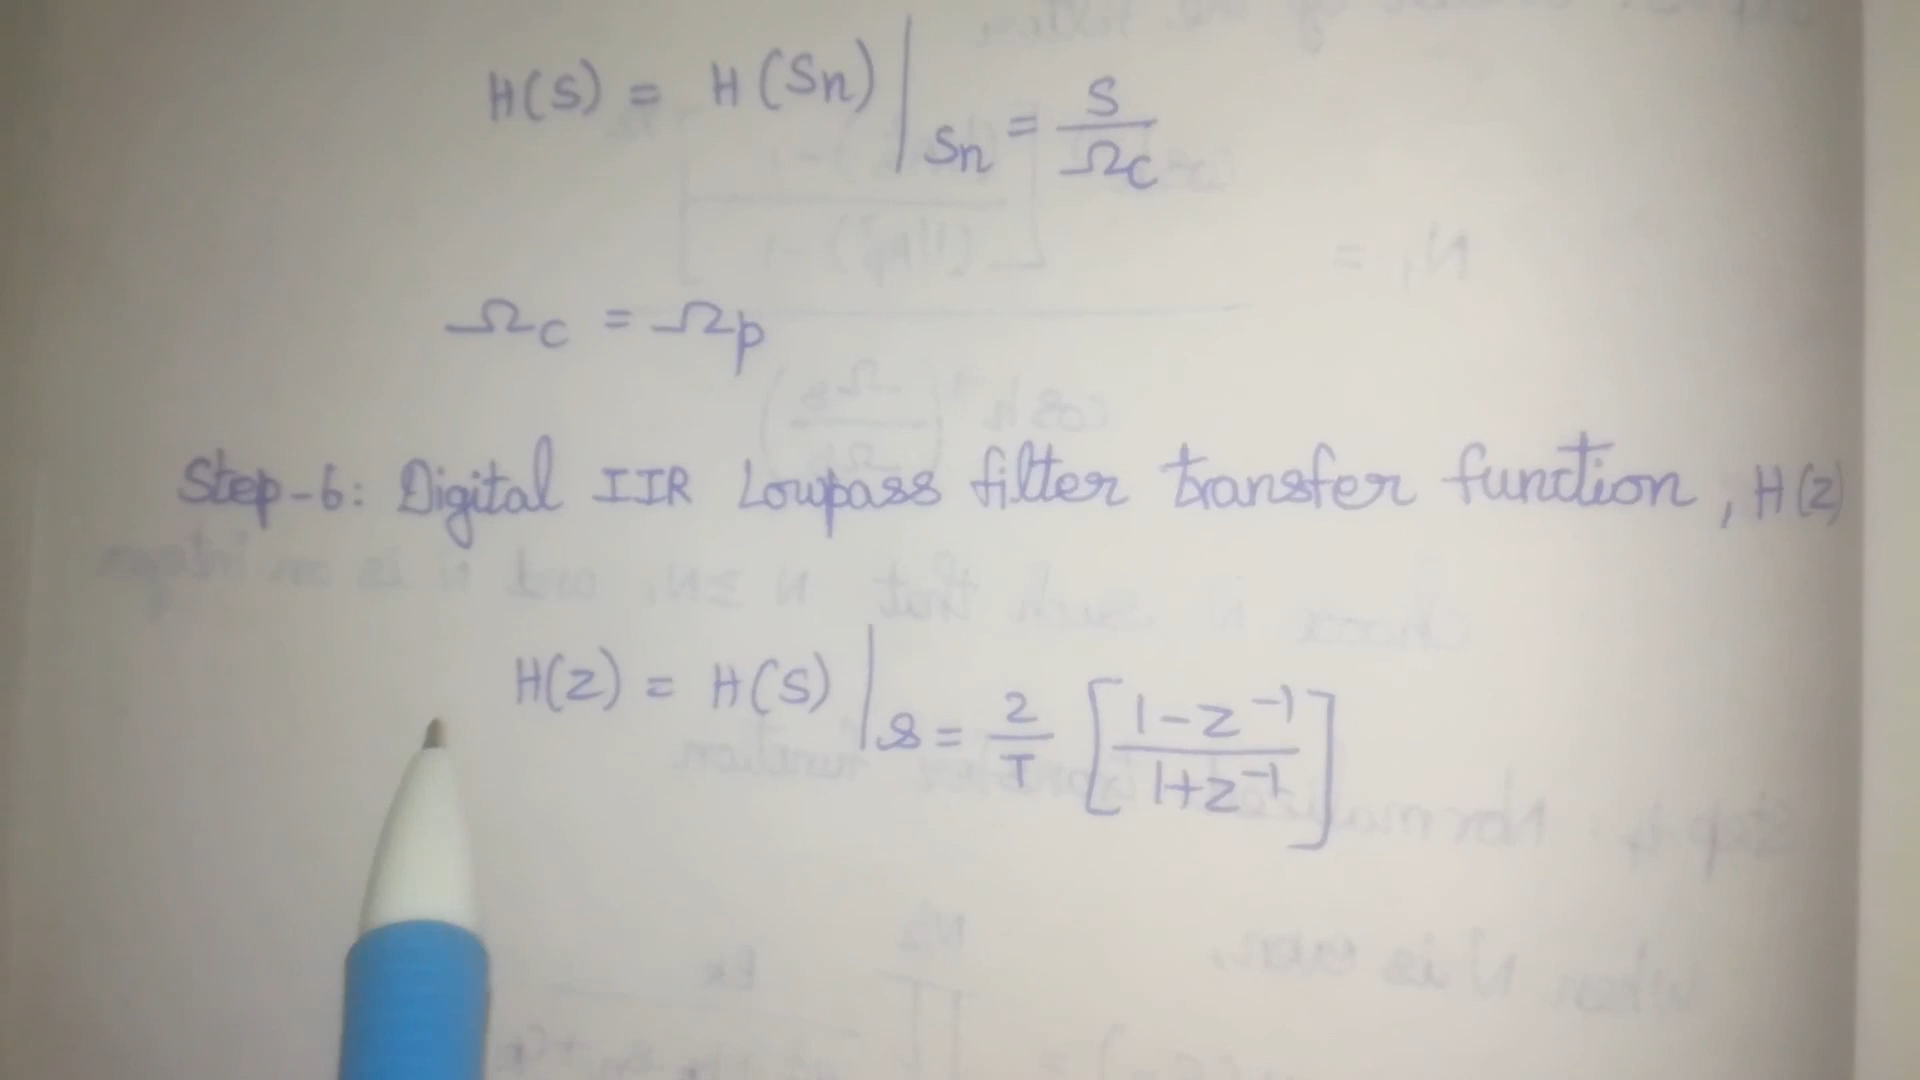 H(S) = H(Sn) | Sn = S/Ωc
Ωc = Ωp
Step-6: Digital IIR Lowpass filter transfer function, H(z)
H(z) = H(S) | s = 2/T [1-z⁻¹/1+z⁻¹]